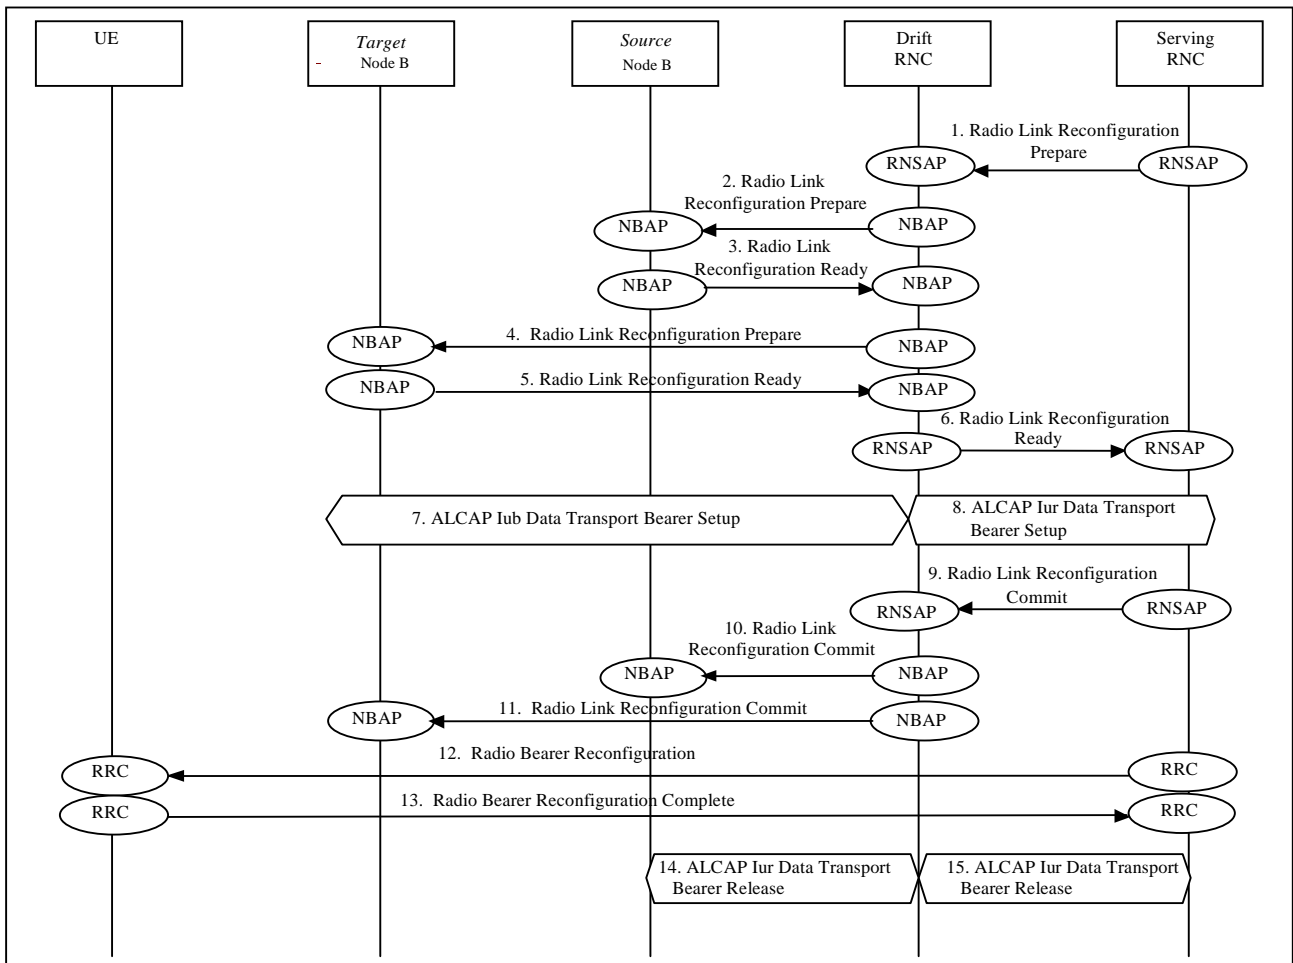 UE
Target
- Node B
Source
Node B
Drift
RNC
Serving
RNC
1. Radio Link Reconfiguration
Prepare
RNSAP
RNSAP
2. Radio Link
Reconfiguration Prepare
NBAP
NBAP
3. Radio Link
Reconfiguration Ready
NBAP
NBAP
4. Radio Link Reconfiguration Prepare
NBAP
NBAP
5. Radio Link Reconfiguration Ready
NBAP
NBAP
6. Radio Link Reconfiguration
Ready
RNSAP
RNSAP
7. ALCAP Iub Data Transport Bearer Setup
8. ALCAP Iur Data Transport
Bearer Setup
9. Radio Link Reconfiguration
Commit
RNSAP
RNSAP
10. Radio Link
Reconfiguration Commit
NBAP
NBAP
11. Radio Link Reconfiguration Commit
NBAP
NBAP
12. Radio Bearer Reconfiguration
RRC
RRC
13. Radio Bearer Reconfiguration Complete
RRC
RRC
14. ALCAP Iur Data Transport
Bearer Release
15. ALCAP Iur Data Transport
Bearer Release